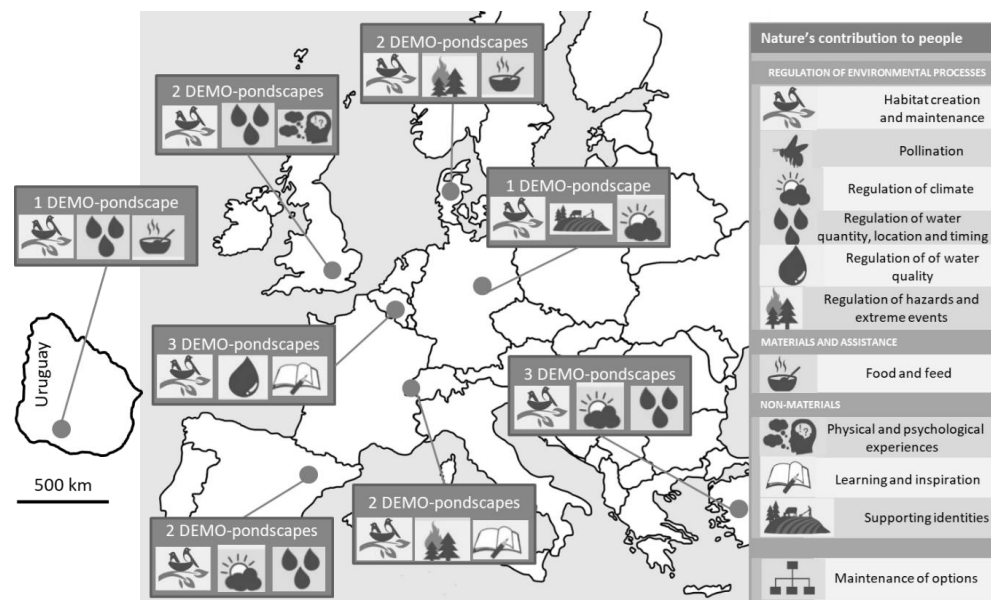 2 DEMO-pondscapes
2 DEMO-pondscapes
1 DEMO-pondscape
1 DEMO-pondscape
3 DEMO-pondscapes
3 DEMO-pondscapes
2 DEMO-pondscapes
2 DEMO-pondscapes
Uruguay
500 km
Nature's contribution to people
REGULATION OF ENVIRONMENTAL PROCESSES
Habitat creation
and maintenance
Pollination
Regulation of climate
Regulation of water
quantity, location and timing
Regulation of of water
quality
Regulation of hazards and
extreme events
MATERIALS AND ASSISTANCE
Food and feed
NON-MATERIALS
Physical and psychological
experiences
Learning and inspiration
Supporting identities
Maintenance of options